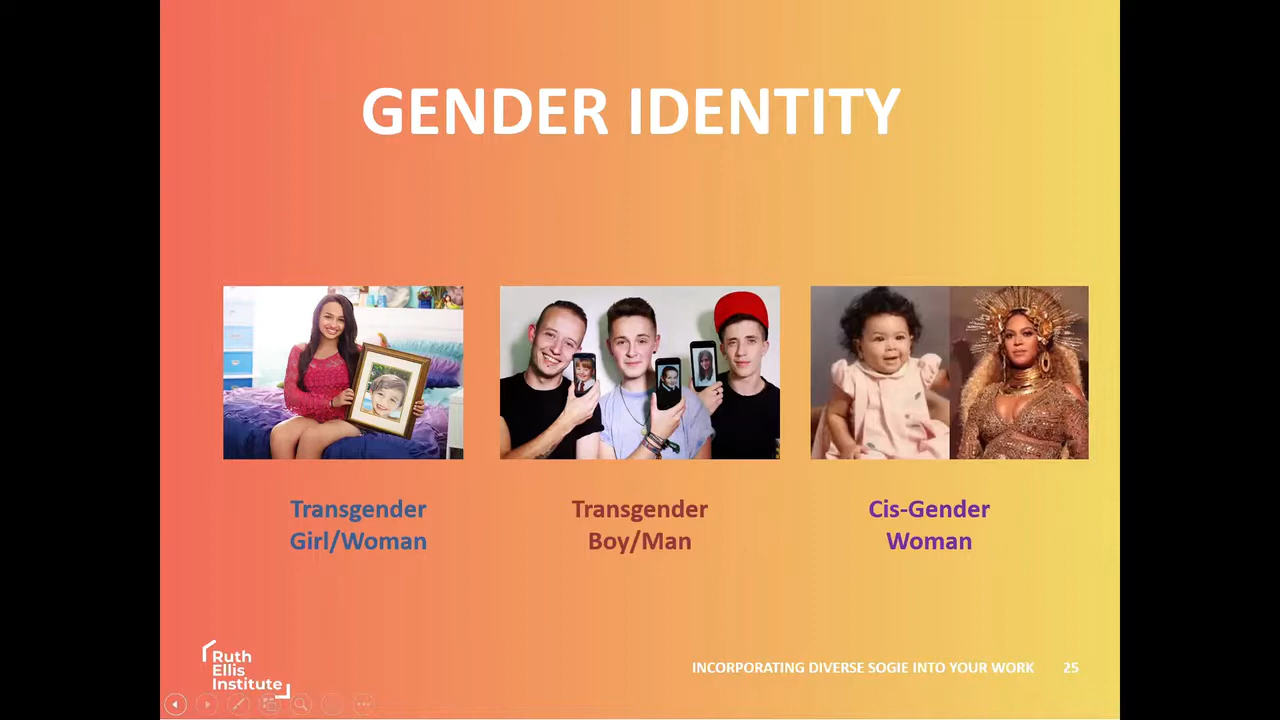 GENDER IDENTITY
Transgender
Girl/Woman
Transgender
Boy/Man
Cis-Gender
Woman
Ruth
Ellis
Institute
INCORPORATING DIVERSE SOGIE INTO YOUR WORK 25